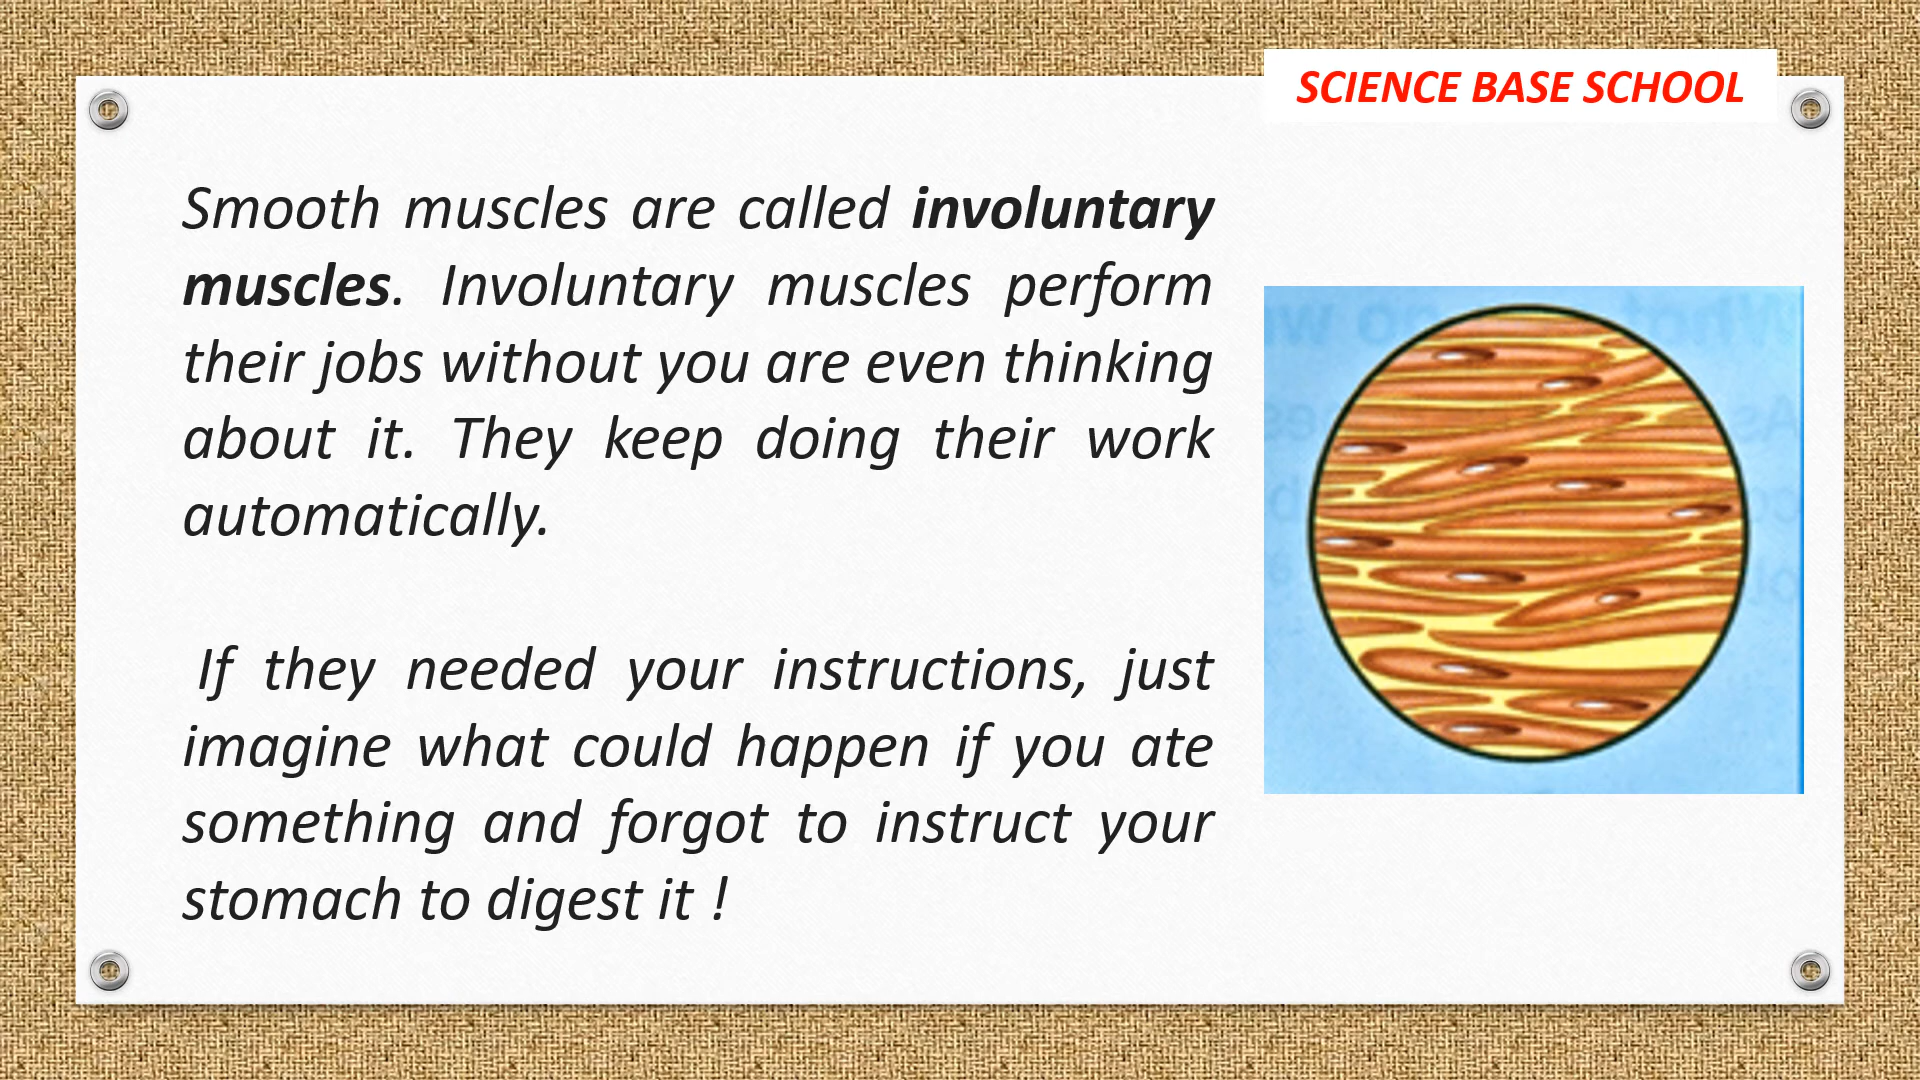 SCIENCE BASE SCHOOL
Smooth muscles are called involuntary
muscles. Involuntary muscles perform
their jobs without you are even thinking
about it. They keep doing their work
automatically.
If they needed your instructions, just
imagine what could happen if you ate
something and forgot to instruct your
stomach to digest it !